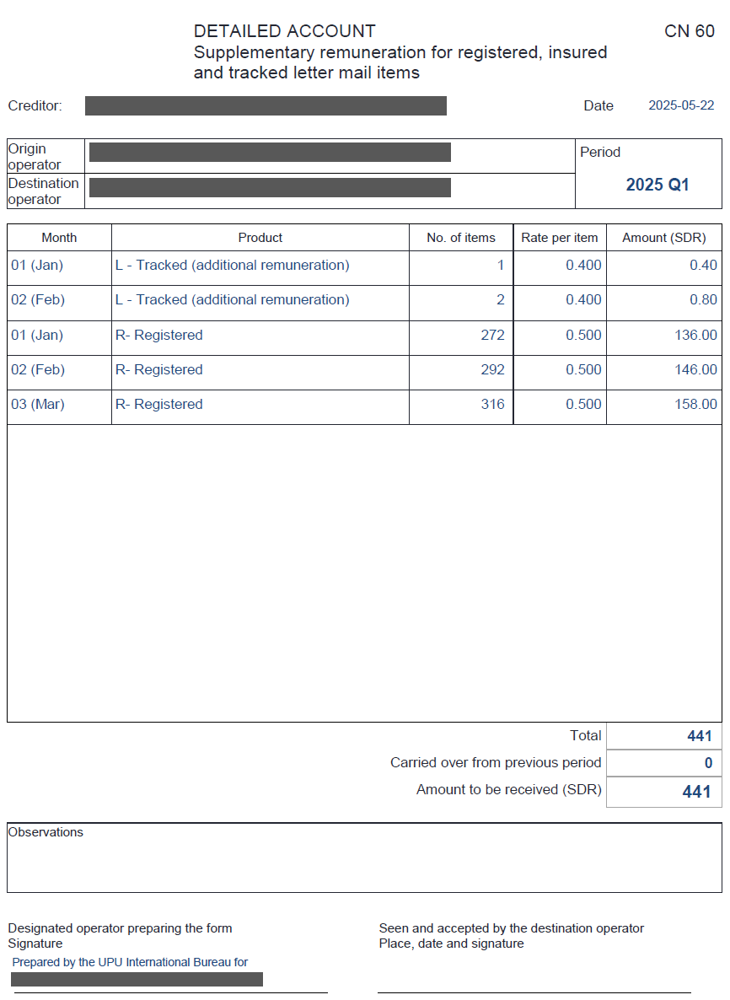 DETAILED ACCOUNT CN 60
Supplementary remuneration for registered, insured
and tracked letter mail items
Creditor: Date 2025-05-22
Origin
operator
Period
Destination
operator
2025 Q1
Month Product No. of items Rate per item Amount (SDR)
01 (Jan) L - Tracked (additional remuneration) 1 0.400 0.40
02 (Feb) L - Tracked (additional remuneration) 2 0.400 0.80
01 (Jan) R- Registered 272 0.500 136.00
02 (Feb) R- Registered 292 0.500 146.00
03 (Mar) R- Registered 316 0.500 158.00
Total 441
Carried over from previous period 0
Amount to be received (SDR) 441
Observations
Designated operator preparing the form
Signature
Prepared by the UPU International Bureau for
Seen and accepted by the destination operator
Place, date and signature